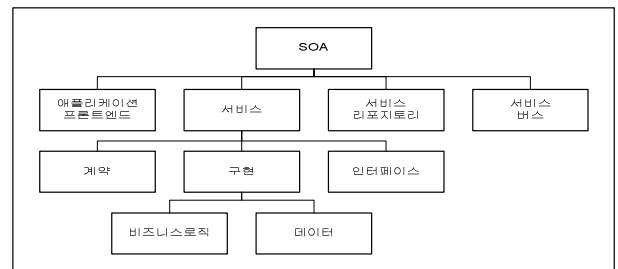 SOA
애플리케이션
프론트엔드
서비스
서비스
리포지토리
서비스
버스
계약
구현
인터페이스
비즈니스로직
데이터